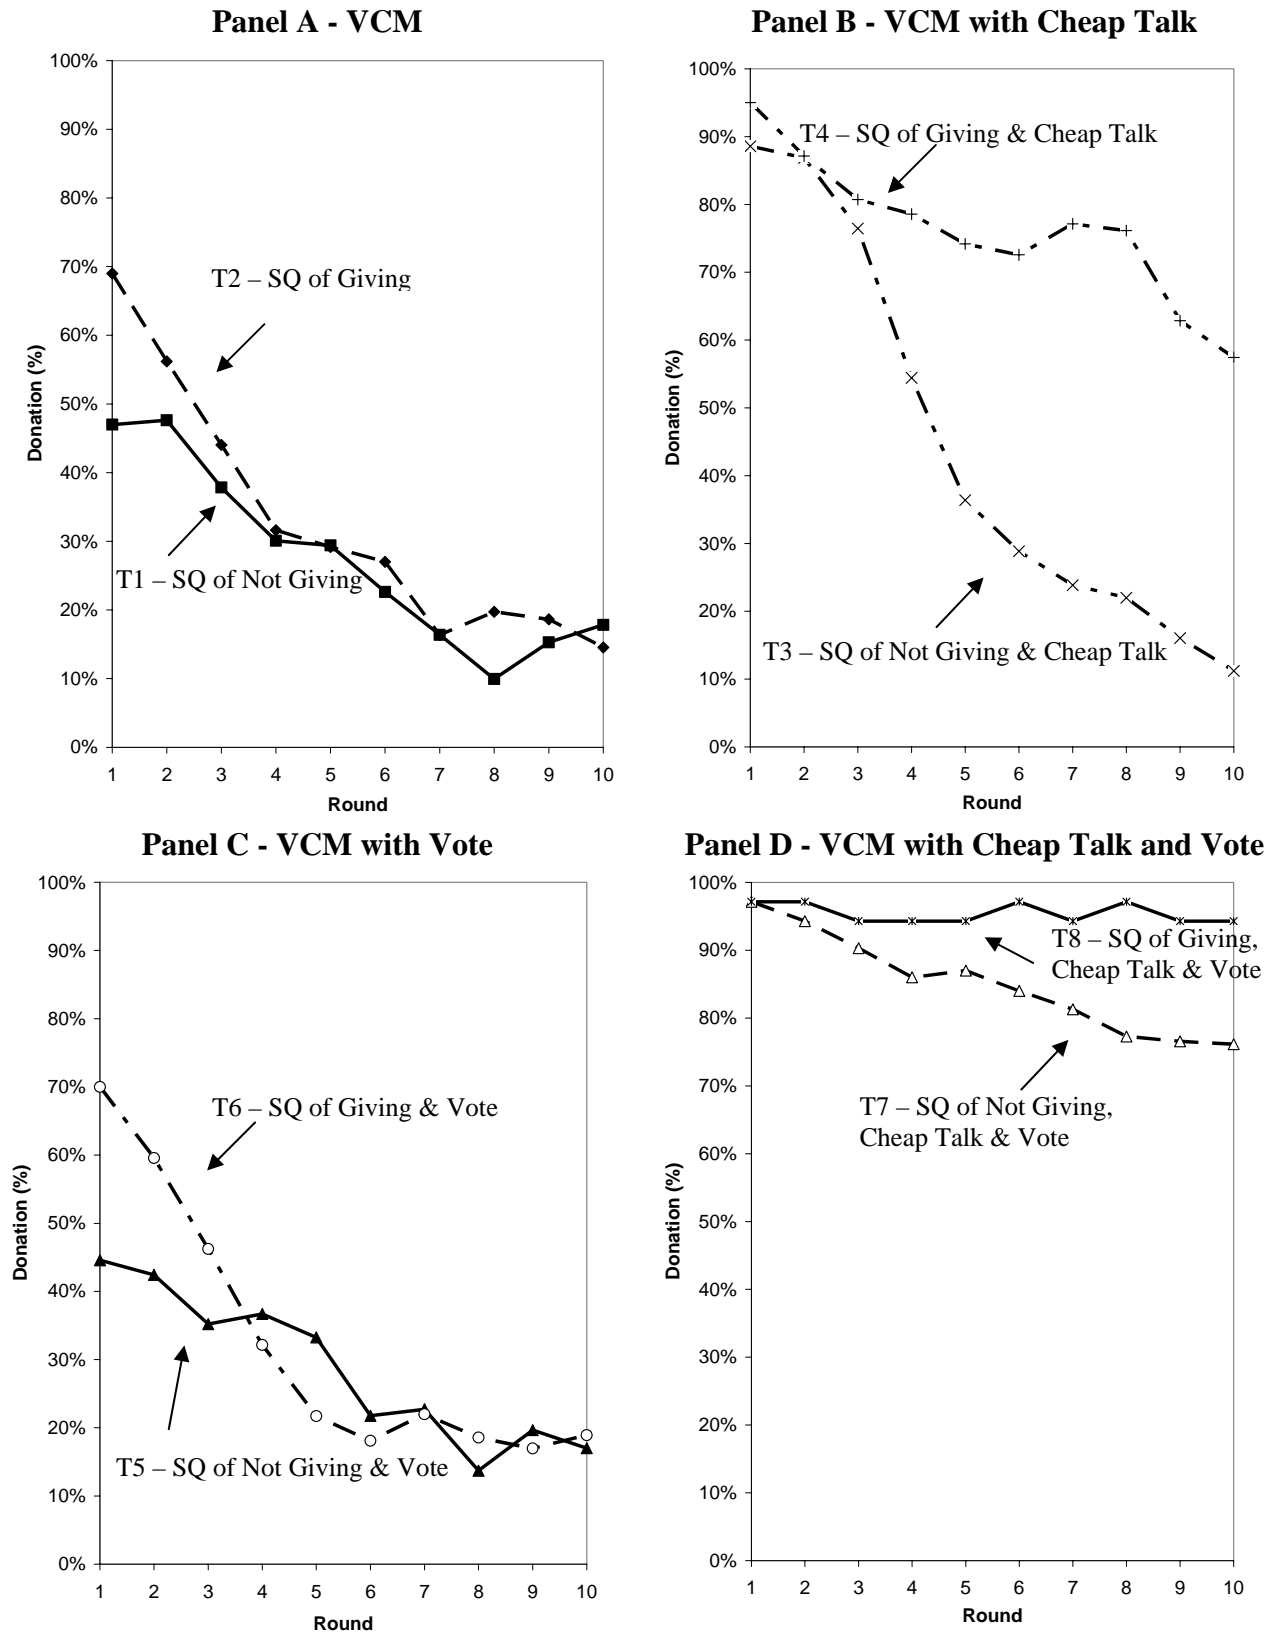 Panel A - VCM
100%
90%
80%
70%
60%
50%
40%
30%
20%
10%
0%
Donation (%)
T2 – SQ of Giving
T1 – SQ of Not Giving
1 2 3 4 5 6 7 8 9 10
Round
Panel B - VCM with Cheap Talk
100%
90%
80%
70%
60%
50%
40%
30%
20%
10%
0%
Donation (%)
T4 – SQ of Giving & Cheap Talk
T3 – SQ of Not Giving & Cheap Talk
1 2 3 4 5 6 7 8 9 10
Round
Panel C - VCM with Vote
100%
90%
80%
70%
60%
50%
40%
30%
20%
10%
0%
Donation (%)
T6 – SQ of Giving & Vote
T5 – SQ of Not Giving & Vote
1 2 3 4 5 6 7 8 9 10
Round
Panel D - VCM with Cheap Talk and Vote
100%
90%
80%
70%
60%
50%
40%
30%
20%
10%
0%
Donation (%)
T8 – SQ of Giving,
Cheap Talk & Vote
T7 – SQ of Not Giving,
Cheap Talk & Vote
1 2 3 4 5 6 7 8 9 10
Round